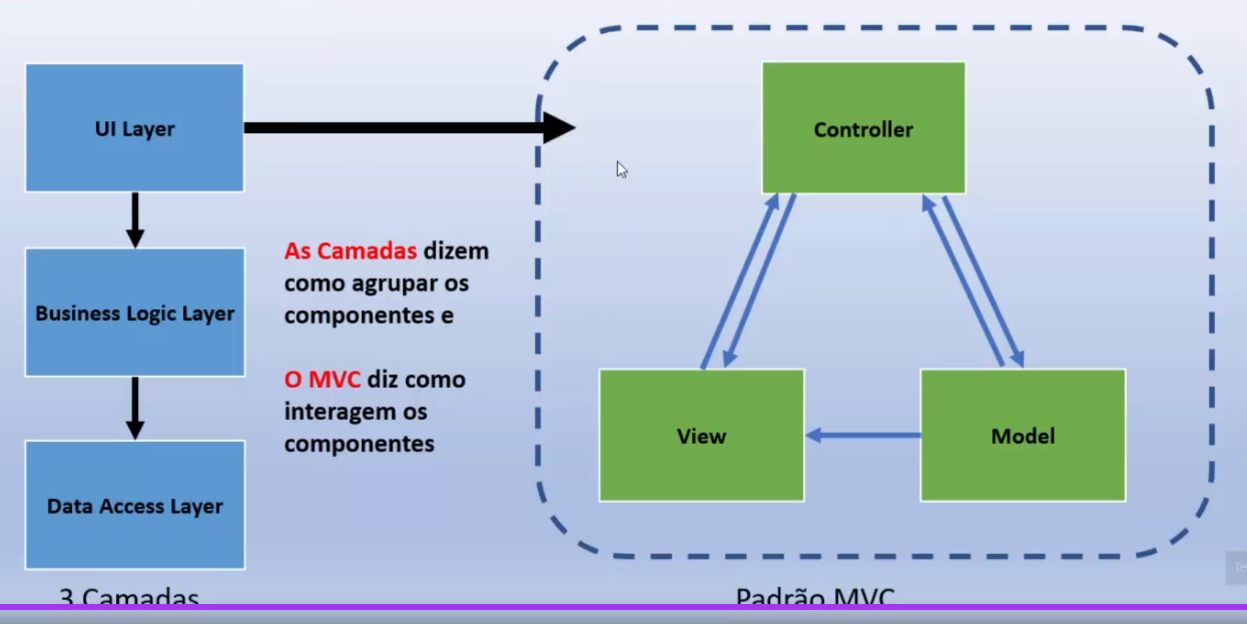 UI Layer
Controller
As Camadas dizem
como agrupar os
componentes e
Business Logic Layer
O MVC diz como
interagem os
componentes
View
Model
Data Access Layer
3 Camadas
Padrão MVC